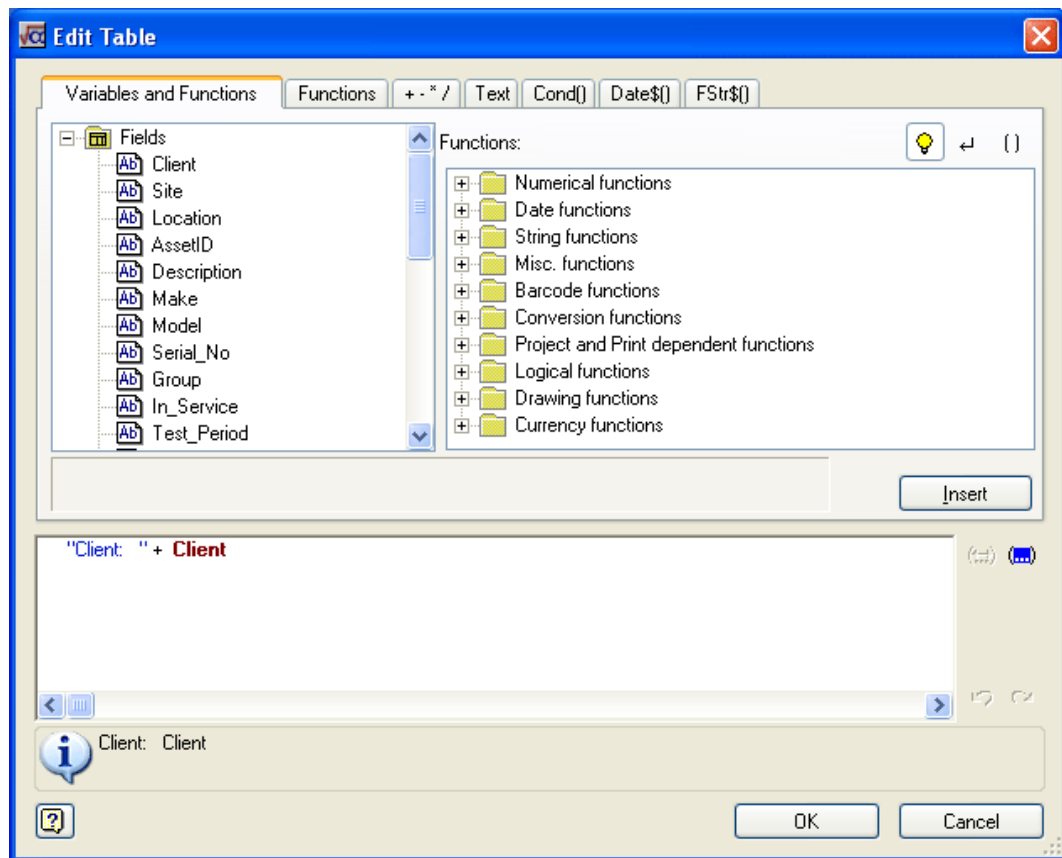 Edit Table
Variables and Functions
Functions
+ - * /
Text
Cond()
Date$()
FStr$()
Fields
Client
Site
Location
AssetID
Description
Make
Model
Serial_No
Group
In_Service
Test_Period
Functions:
( )
Numerical functions
Date functions
String functions
Misc. functions
Barcode functions
Conversion functions
Project and Print dependent functions
Logical functions
Drawing functions
Currency functions
Insert
"Client:  " + Client
Client:  Client
OK
Cancel